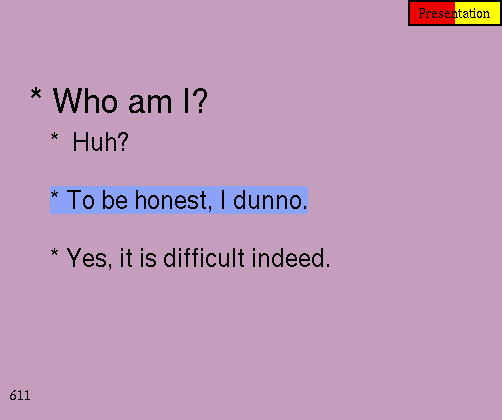 Presentation
* Who am I?
* Huh?
* To be honest, I dunno.
* Yes, it is difficult indeed.
611